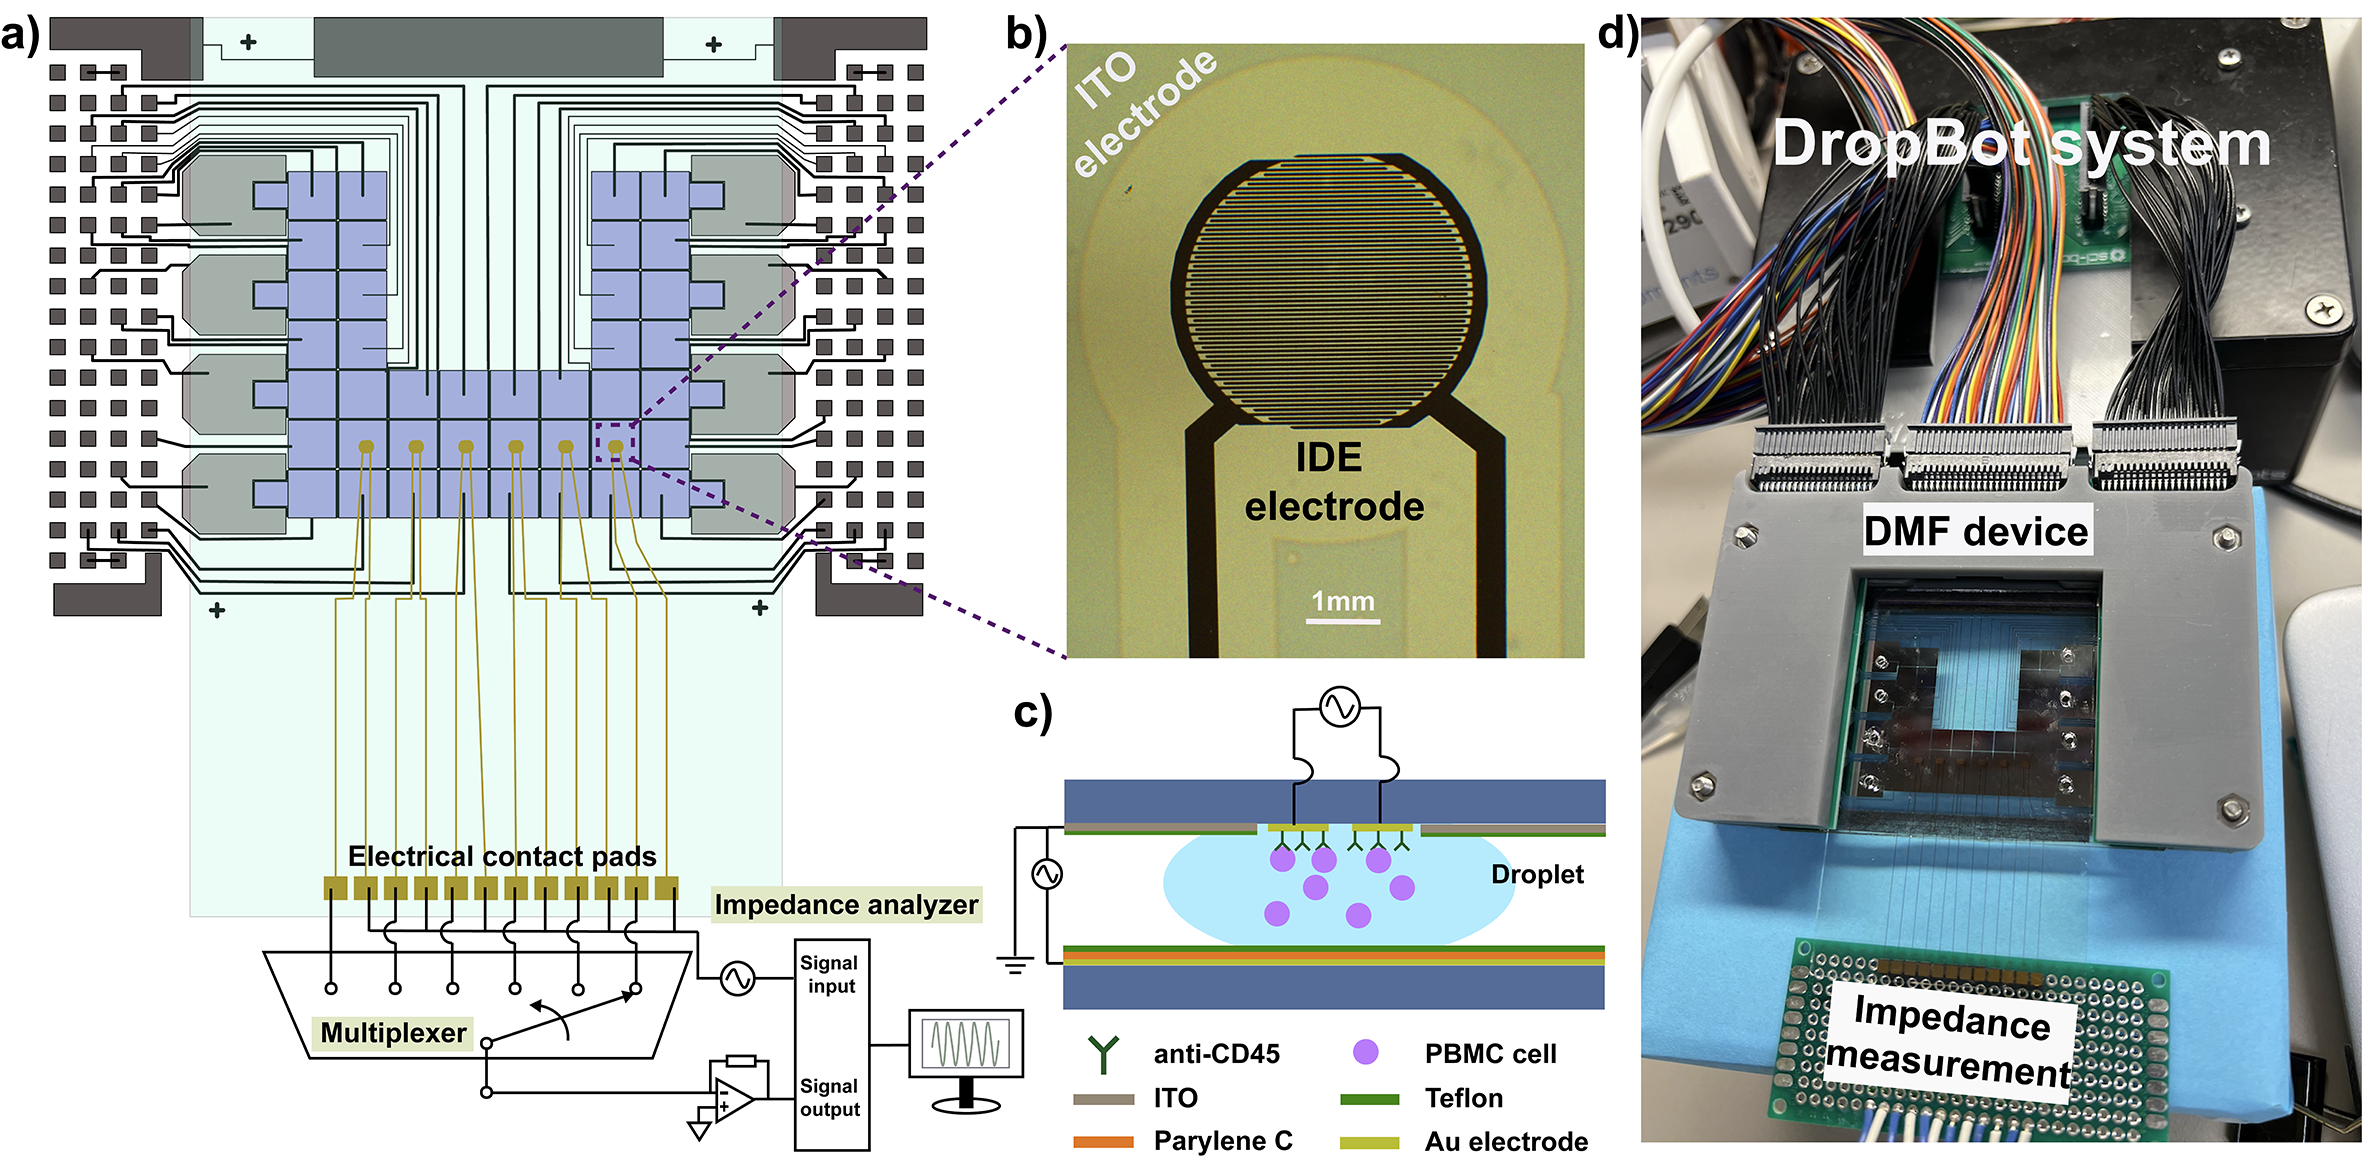 a)
+
+
+
+
Electrical contact pads
Impedance analyzer
Multiplexer
Signal
input
Signal
output
-
+
b)
ITO
electrode
IDE
electrode
1mm
c)
Droplet
anti-CD45
PBMC cell
ITO
Teflon
Parylene C
Au electrode
d)
DropBot system
DMF device
Impedance
measurement